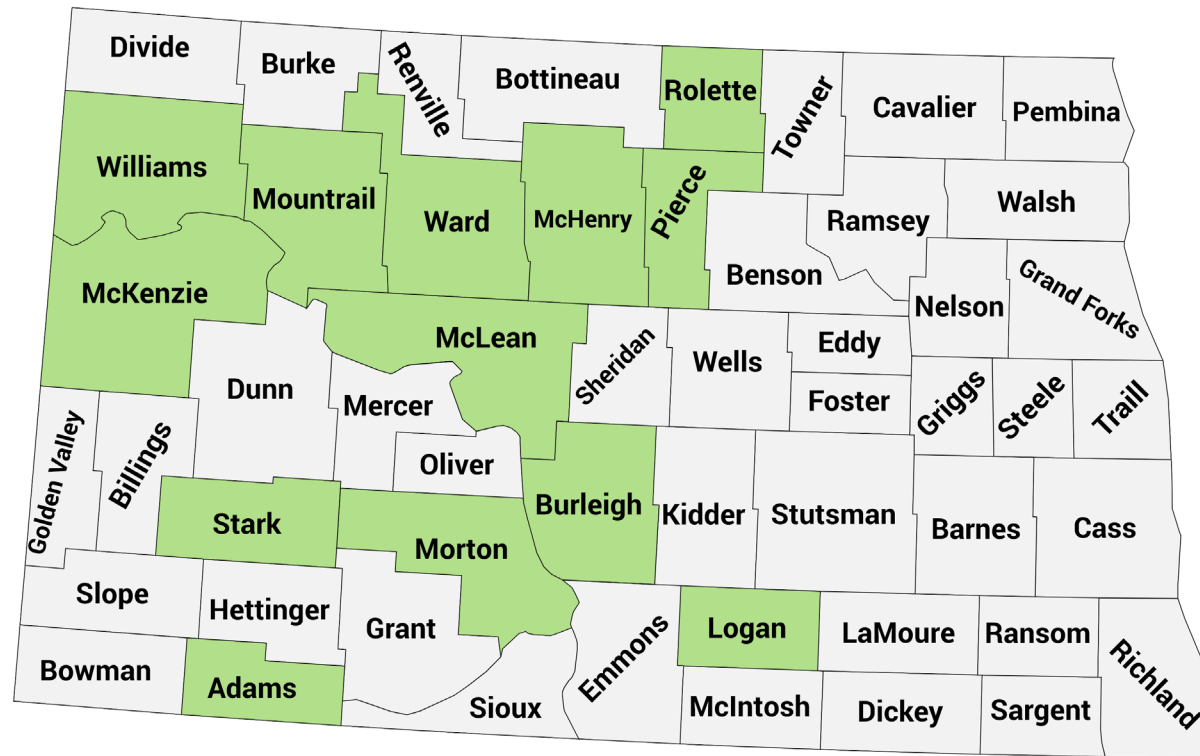 Divide
Burke
Renville
Bottineau
Rolette
Towner
Cavalier
Pembina
Williams
Mountrail
Ward
McHenry
Pierce
Ramsey
Walsh
Benson
McKenzie
Nelson
Grand Forks
McLean
Sheridan
Wells
Eddy
Dunn
Mercer
Foster
Griggs
Steele
Traill
Golden Valley
Billings
Oliver
Stark
Morton
Burleigh
Kidder
Stutsman
Barnes
Cass
Slope
Hettinger
Grant
Emmons
Logan
LaMoure
Ransom
Richland
Bowman
Adams
Sioux
McIntosh
Dickey
Sargent